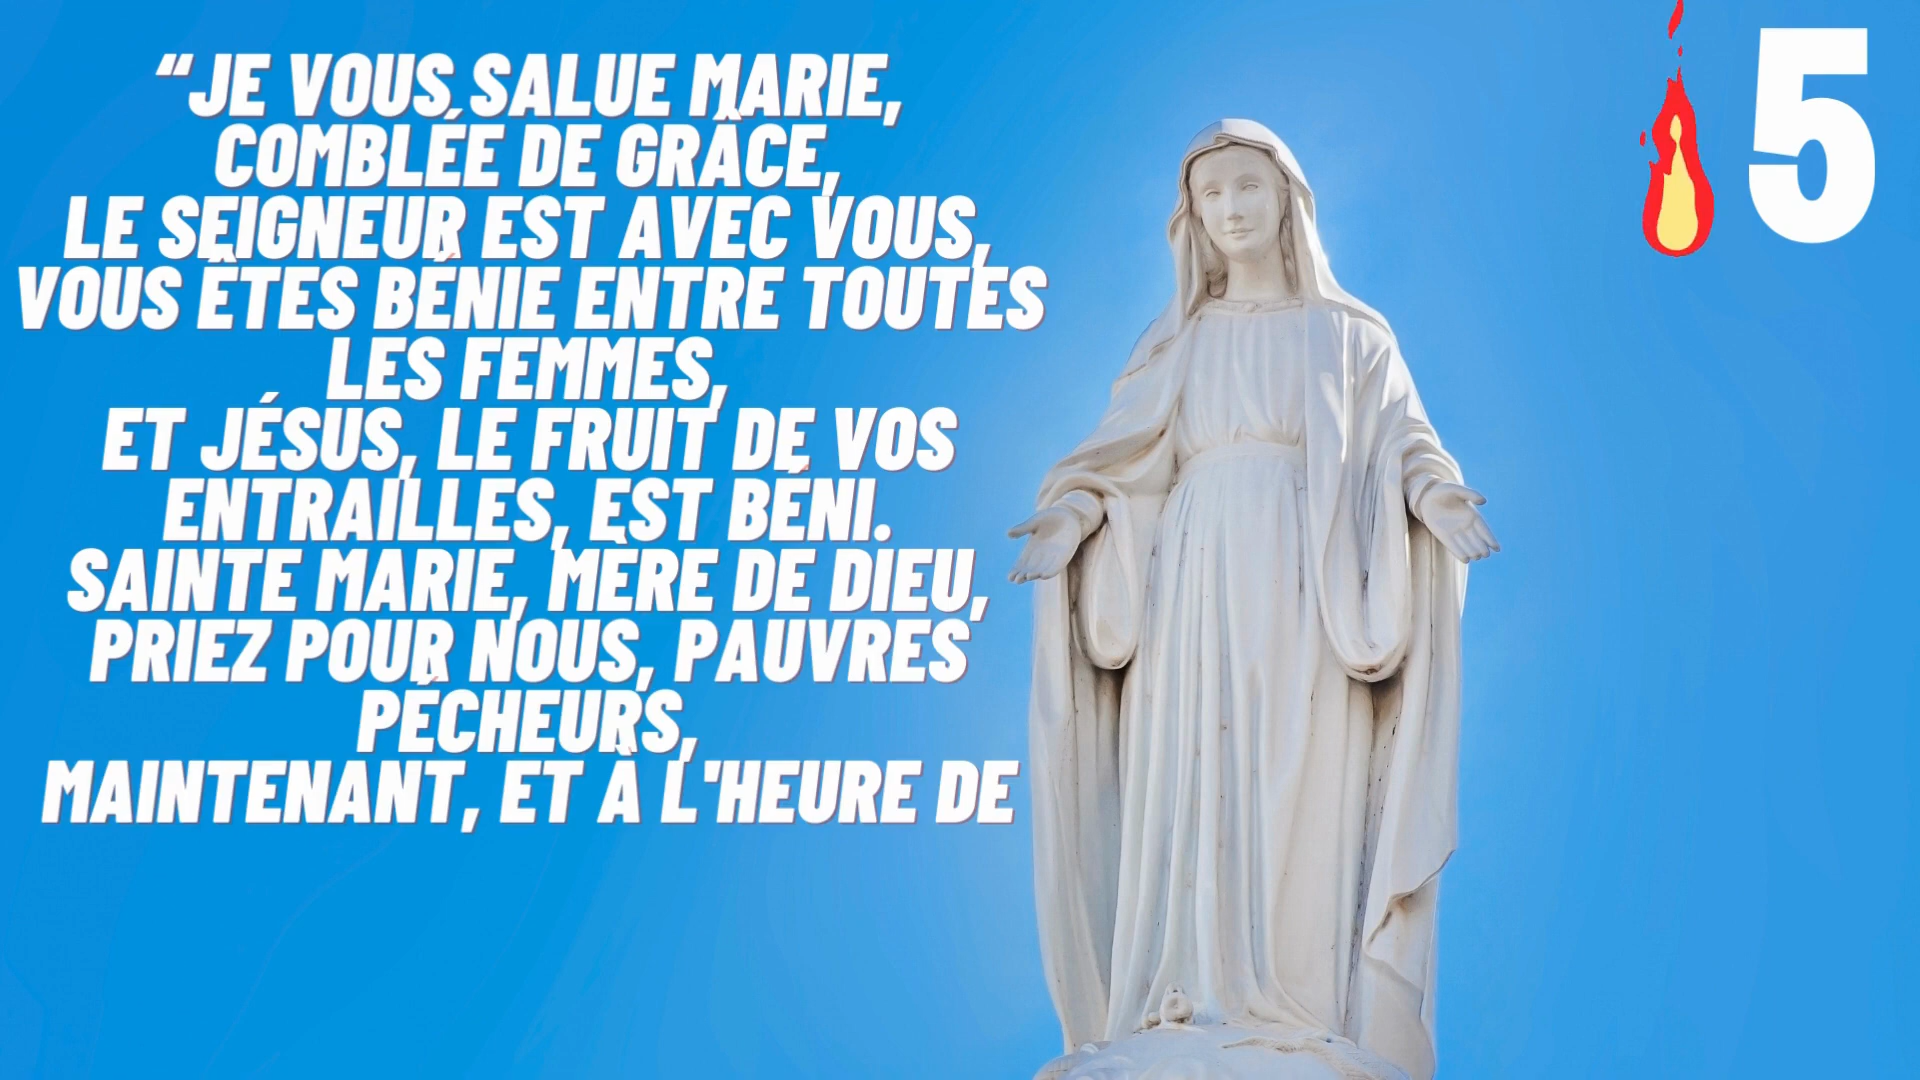 “JE VOUS SALUE MARIE,
COMBLÉE DE GRÂCE,
LE SEIGNEUR EST AVEC VOUS,
VOUS ÊTES BÉNIE ENTRE TOUTES
LES FEMMES,
ET JÉSUS, LE FRUIT DE VOS
ENTRAILLES, EST BÉNI.
SAINTE MARIE, MÈRE DE DIEU,
PRIEZ POUR NOUS, PAUVRES
PÉCHEURS,
MAINTENANT, ET À L'HEURE DE
5